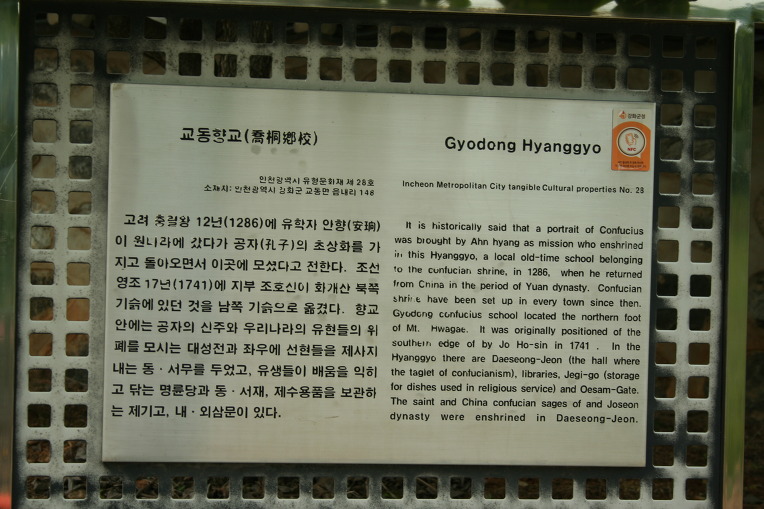 교동향교(喬桐鄕校)
인천광역시 유형문화재 제 28호
소재지: 인천광역시 강화군 교동면 읍내리 148
고려 충렬왕 12년(1286)에 유학자 안향(安珦)
이 원나라에 갔다가 공자(孔子)의 초상화를 가
지고 돌아오면서 이곳에 모셨다고 전한다. 조선
영조 17년(1741)에 지부 조호신이 화개산 북쪽
기슭에 있던 것을 남쪽 기슭으로 옮겼다. 향교
안에는 공자의 신주와 우리나라의 유현들의 위
폐를 모시는 대성전과 좌우에 선현들을 제사지
내는 동 · 서무를 두었고, 유생들이 배움을 익히
고 닦는 명륜당과 동 · 서재, 제수용품을 보관하
는 제기고, 내 · 외삼문이 있다.
Gyodong Hyanggyo
Incheon Metropolitan City tangible Cultural properties No. 28
It is historically said that a portrait of Confucius
was brought by Ahn hyang as mission who enshrined
in this Hyanggyo, a local old-time school belonging
to the confucian shrine, in 1286, when he returned
from China in the period of Yuan dynasty. Confucian
shrine have been set up in every town since then.
Gyodong confucius school located the northern foot
of Mt. Hwagae. It was originally positioned of the
southern edge of by Jo Ho-sin in 1741 . In the
Hyanggyo there are Daeseong-Jeon (the hall where
the taglet of confucianism), libraries, Jegi-go (storage
for dishes used in religious service) and Oesam-Gate.
The saint and China confucian sages of and Joseon
dynasty were enshrined in Daeseong-Jeon.
강화군청
NFC